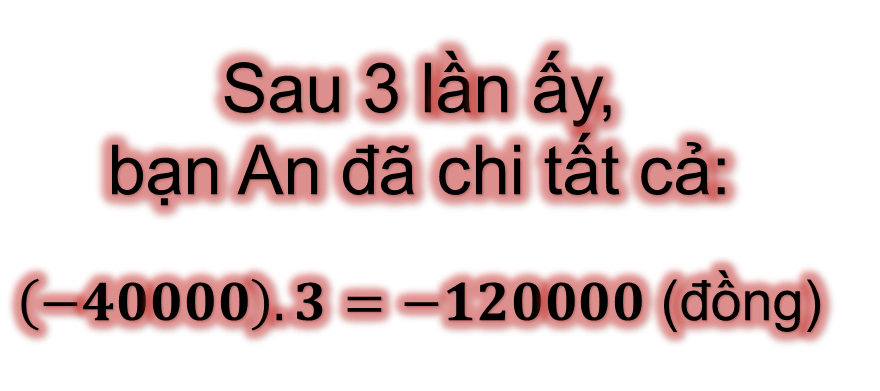 Sau 3 lần ấy,
bạn An đã chi tất cả:
(−40000).3 = −120000 (đồng)